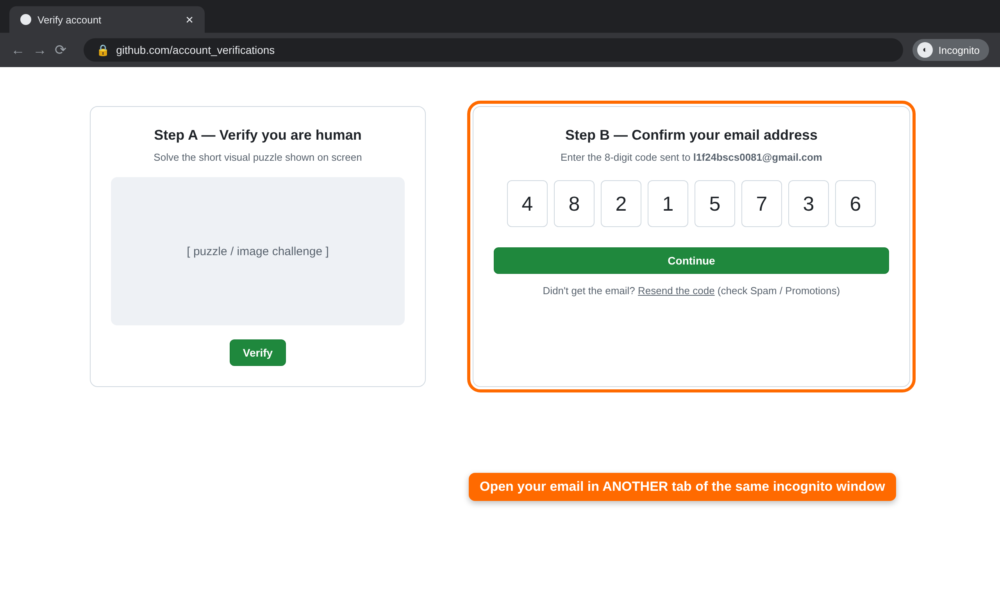 Verify account ✕
← → ⟳ github.com/account_verifications Incognito
Step A — Verify you are human
Solve the short visual puzzle shown on screen
[ puzzle / image challenge ]
Verify
Step B — Confirm your email address
Enter the 8-digit code sent to l1f24bscs0081@gmail.com
4 8 2 1 5 7 3 6
Continue
Didn't get the email? Resend the code (check Spam / Promotions)
Open your email in ANOTHER tab of the same incognito window